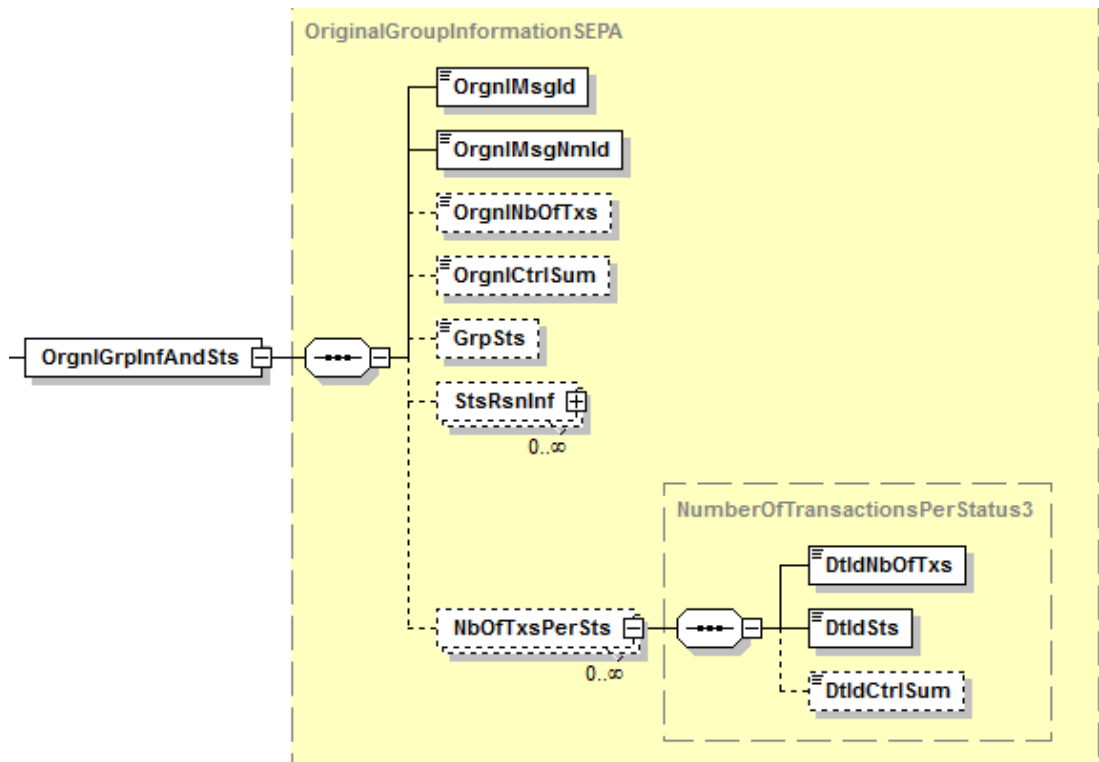 OriginalGroupInformationSEPA
OrgnlMsgId
OrgnlMsgNmId
OrgnlNbOfTxs
OrgnlCtrlSum
GrpSts
OrgnlGrpInfAndSts
StsRsnInf
0..∞
NumberOfTransactionsPerStatus3
DtldNbOfTxs
NbOfTxsPerSts
DtldSts
0..∞
DtldCtrlSum